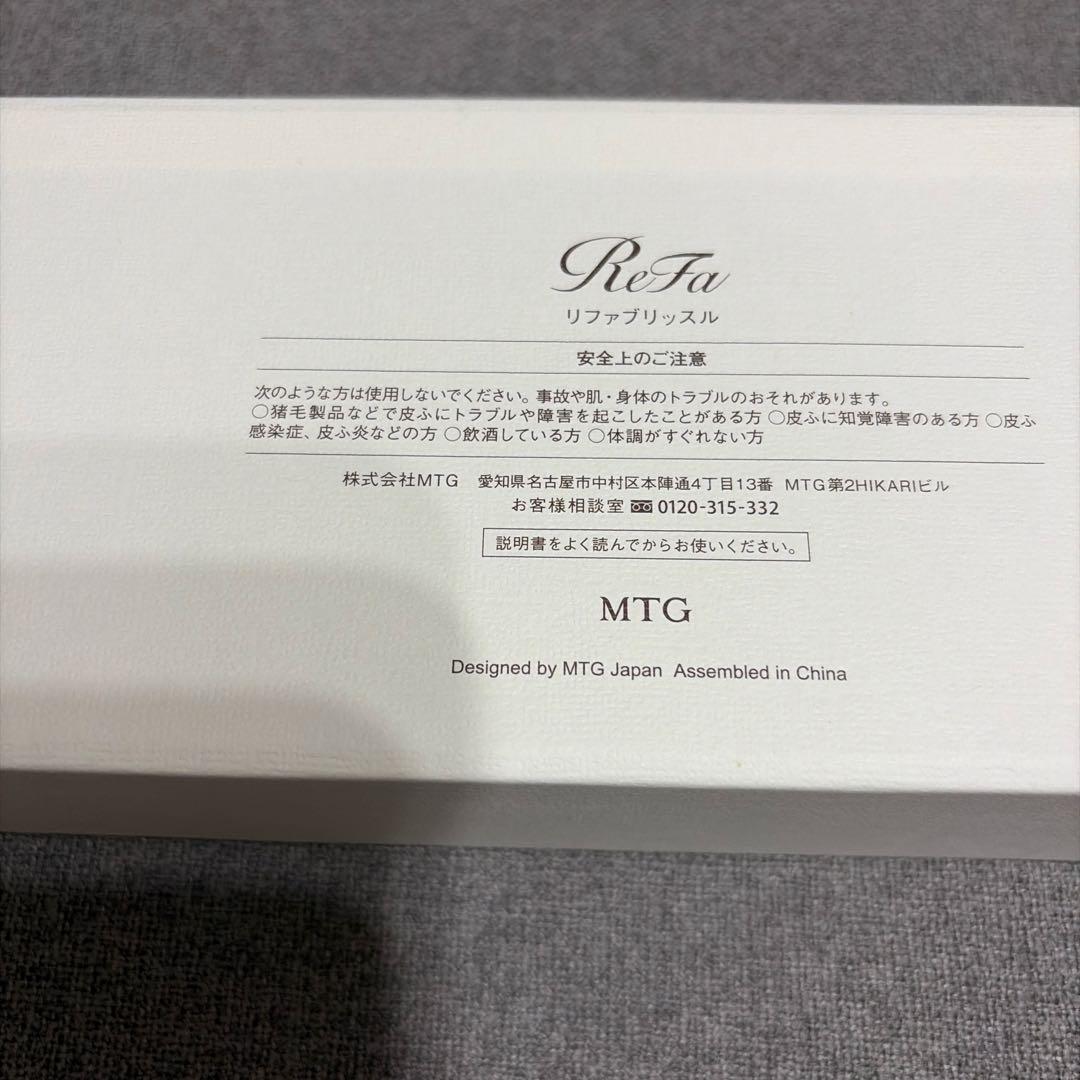 ReFa
リファブリッスル
安全上のご注意
次のような方は使用しないでください。事故や肌・身体のトラブルのおそれがあります。
○猪毛製品などで皮ふにトラブルや障害を起こしたことがある方 ○皮ふに知覚障害のある方 ○皮ふ
感染症、皮ふ炎などの方 ○飲酒している方 ○体調がすぐれない方
株式会社MTG 愛知県名古屋市中村区本陣通4丁目13番 MTG第2HIKARIビル
お客様相談室 0120-315-332
説明書をよく読んでからお使いください。
MTG
Designed by MTG Japan Assembled in China